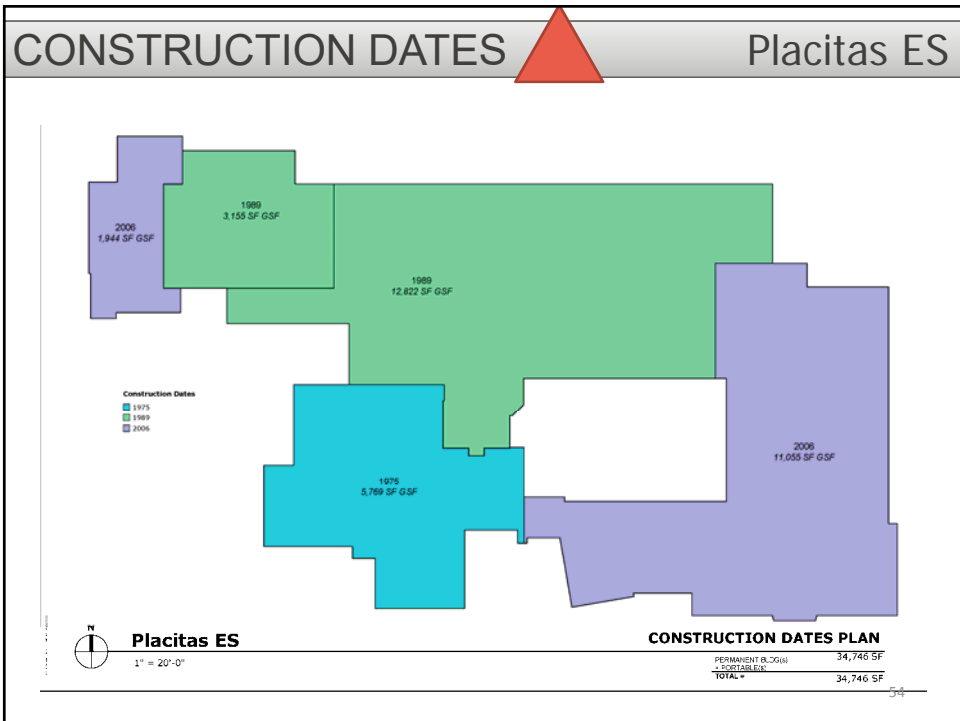 CONSTRUCTION DATES
Placitas ES
1989
3,155 SF GSF
2006
1,944 SF GSF
1989
12,822 SF GSF
Construction Dates
1975
1989
2006
2006
11,055 SF GSF
1975
5,769 SF GSF
N
Placitas ES
1" = 20'-0"
CONSTRUCTION DATES PLAN
PERMANENT BLDG(s) 34,746 SF
+ PORTABLE(s)
TOTAL = 34,746 SF
54